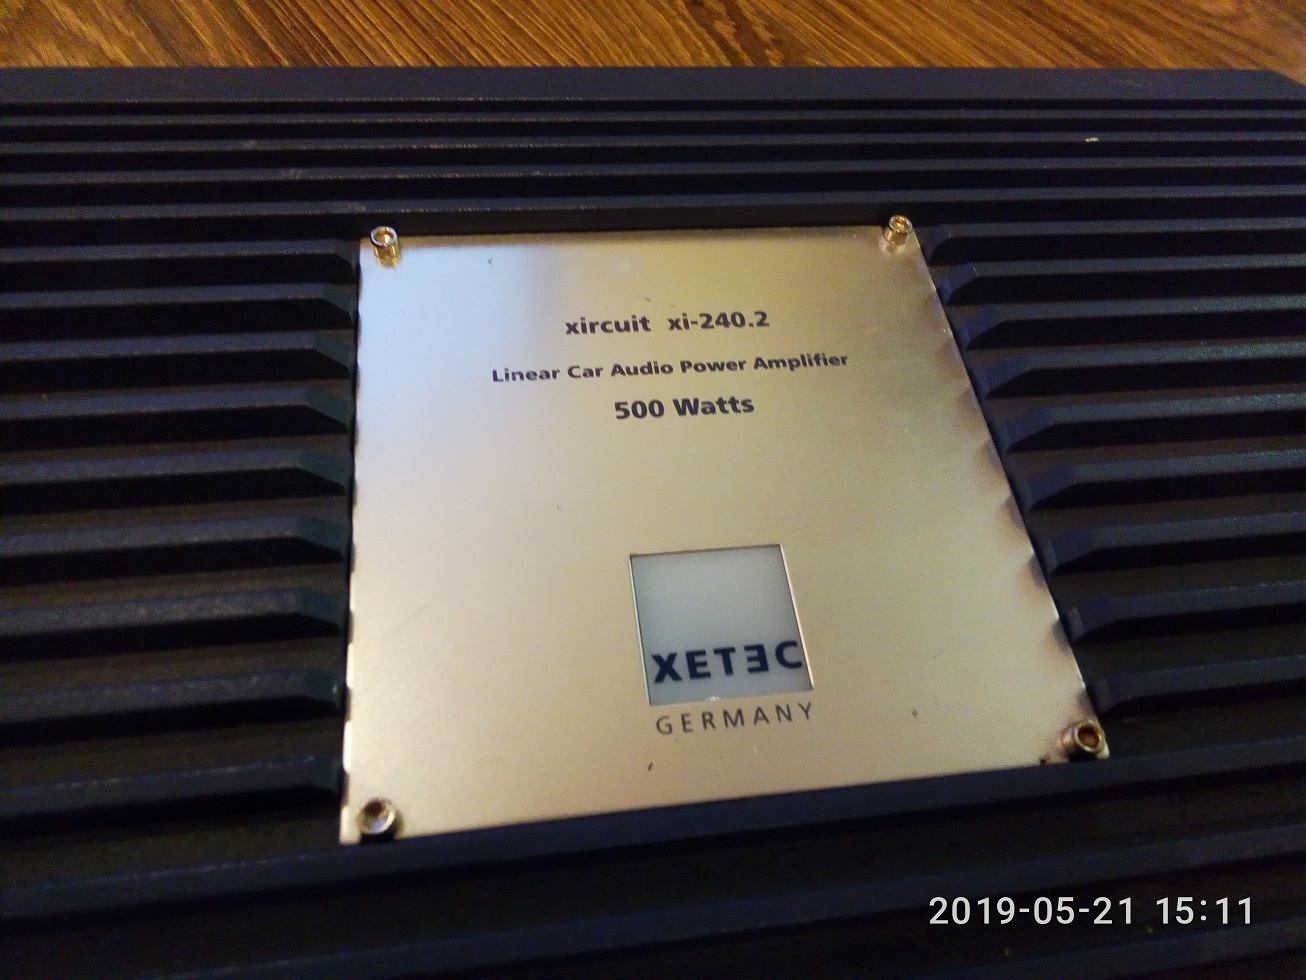 xircuit xi-240.2
Linear Car Audio Power Amplifier
500 Watts
XETEC
GERMANY
2019-05-21 15:11